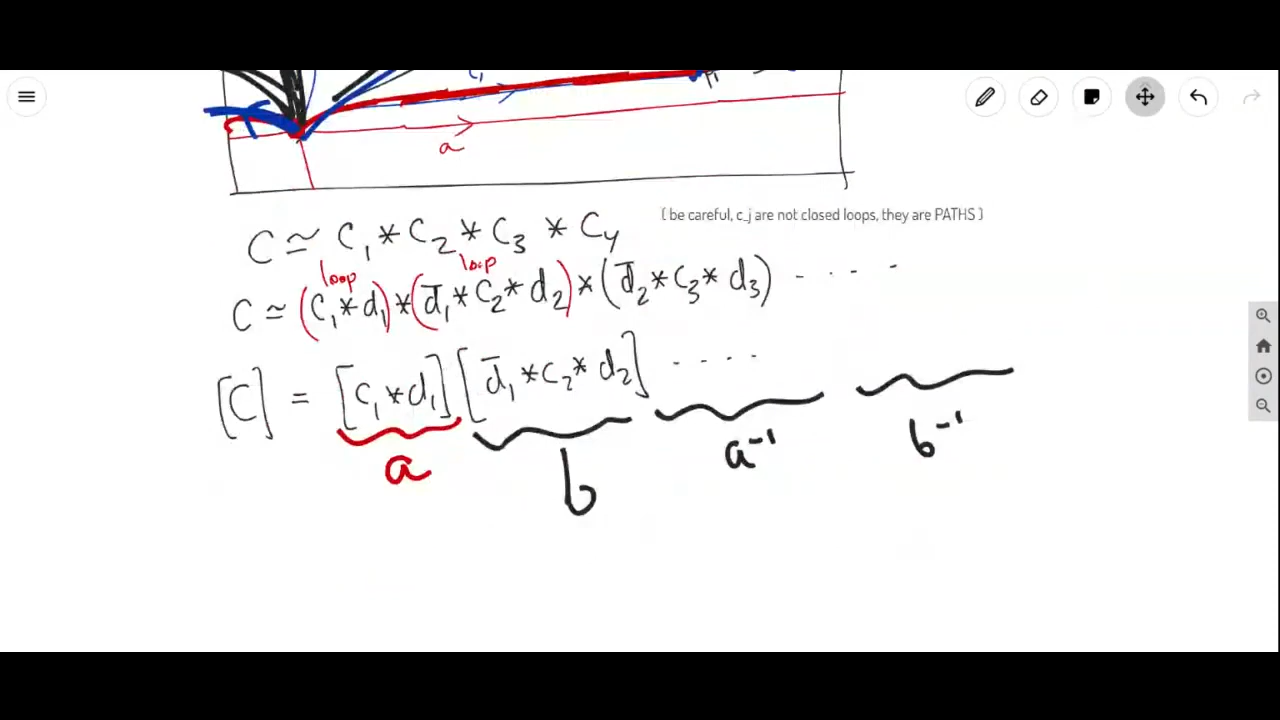 a
C ≃ C₁ * C₂ * C₃ * C₄ ( be careful, c_j are not closed loops, they are PATHS )
loop loop
C ≃ (C₁ * d₁) * (d̄₁ * C₂ * d₂) * (d̄₂ * C₃ * d₃) - - - -
[C] = [C₁ * d₁] [d̄₁ * C₂ * d₂] - - - -
a b a⁻¹ b⁻¹